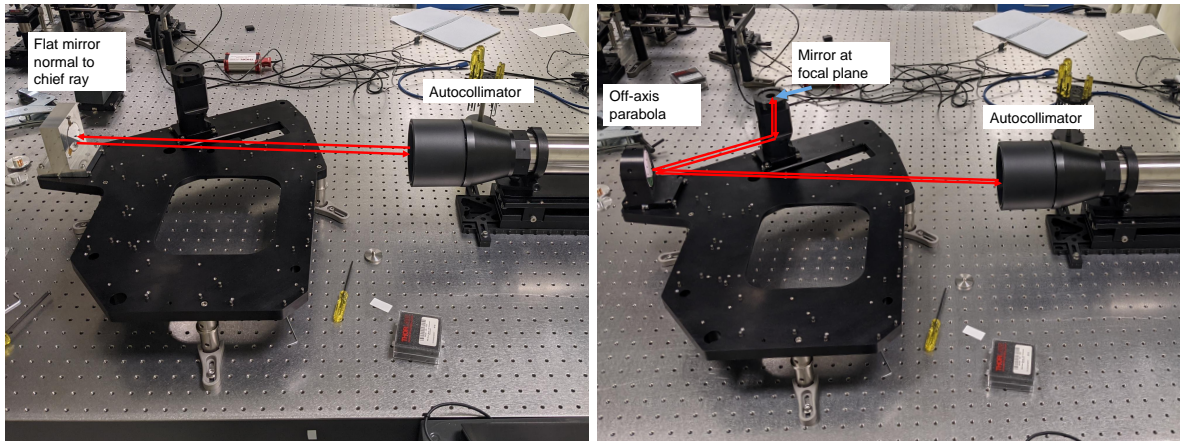 Flat mirror
normal to
chief ray
Autocollimator
Mirror at
focal plane
Off-axis
parabola
Autocollimator